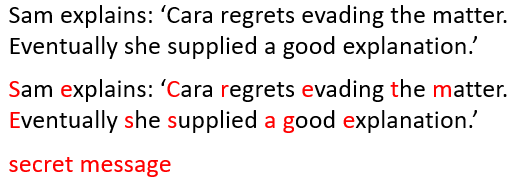 Sam explains: ‘Cara regrets evading the matter.
Eventually she supplied a good explanation.’
Sam explains: ‘Cara regrets evading the matter.
Eventually she supplied a good explanation.’
secret message